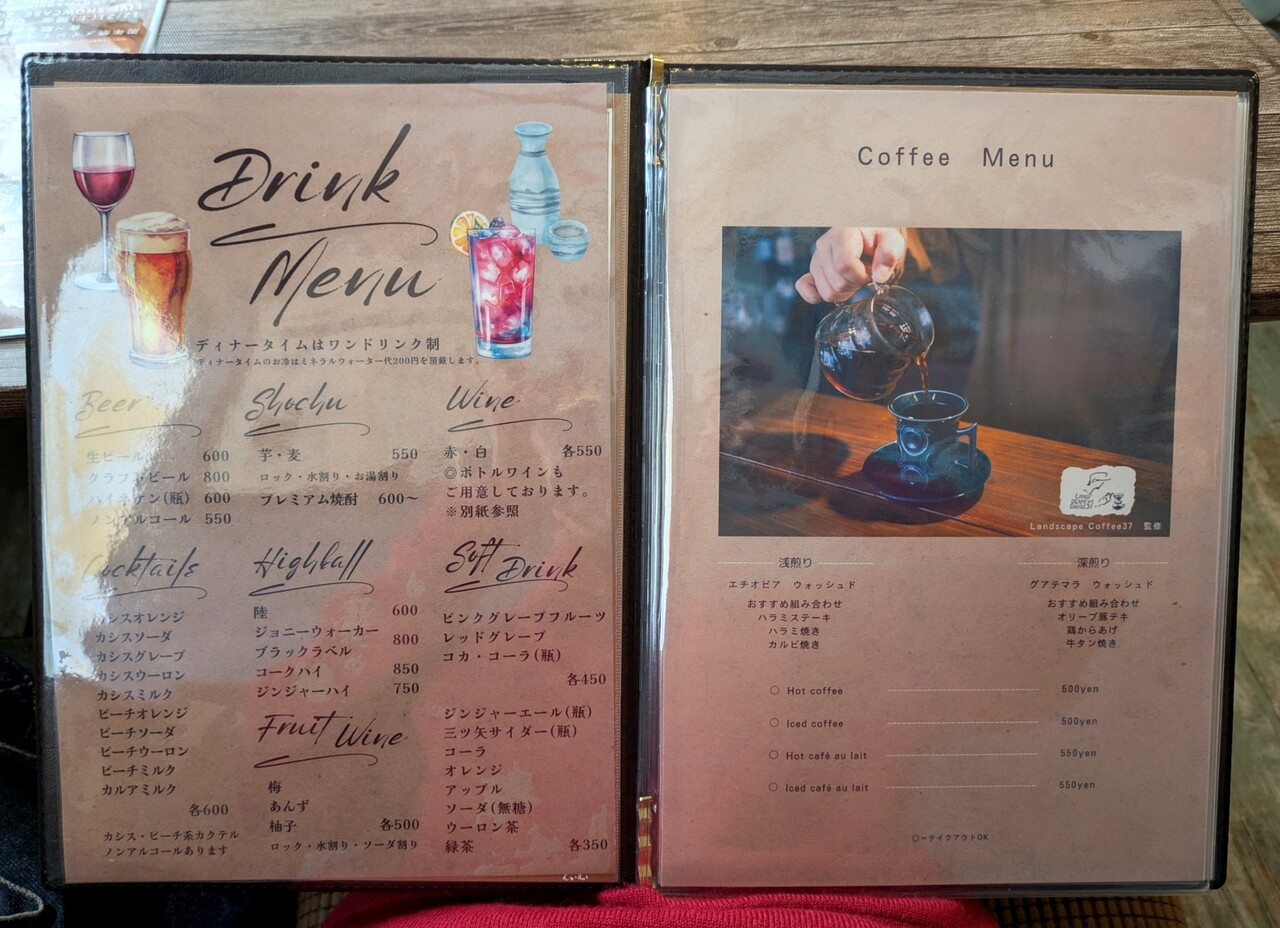 Drink
Menu
ディナータイムはワンドリンク制
ディナータイムのお冷はミネラルウォーター代200円を頂戴します。
Beer
生ビール 600
クラフトビール 800
ハイネケン(瓶) 600
ノンアルコール 550
Shochu
芋・麦 550
ロック・水割り・お湯割り
プレミアム焼酎 600〜
Wine
赤・白 各550
◎ボトルワインも
ご用意しております。
※別紙参照
Cocktails
カシスオレンジ
カシスソーダ
カシスグレープ
カシスウーロン
カシスミルク
ピーチオレンジ
ピーチソーダ
ピーチウーロン
ピーチミルク
カルアミルク
各600
カシス・ピーチ系カクテル
ノンアルコールあります
Highball
陸 600
ジョニーウォーカー
ブラックラベル 800
コークハイ 850
ジンジャーハイ 750
Fruit Wine
梅
あんず
柚子 各500
ロック・水割り・ソーダ割り
Soft Drink
ピンクグレープフルーツ
レッドグレープ
コカ・コーラ(瓶)
各450
ジンジャーエール(瓶)
三ツ矢サイダー(瓶)
コーラ
オレンジ
アップル
ソーダ(無糖)
ウーロン茶
緑茶 各350
Coffee Menu
Landscape Coffee37 監修
浅煎り
エチオピア ウォッシュド
おすすめ組み合わせ
ハラミステーキ
ハラミ焼き
カルビ焼き
深煎り
グアテマラ ウォッシュド
おすすめ組み合わせ
オリーブ豚テキ
鶏からあげ
牛タン焼き
〇 Hot coffee 500yen
〇 Iced coffee 500yen
〇 Hot café au lait 550yen
〇 Iced café au lait 550yen
〇=テイクアウトOK